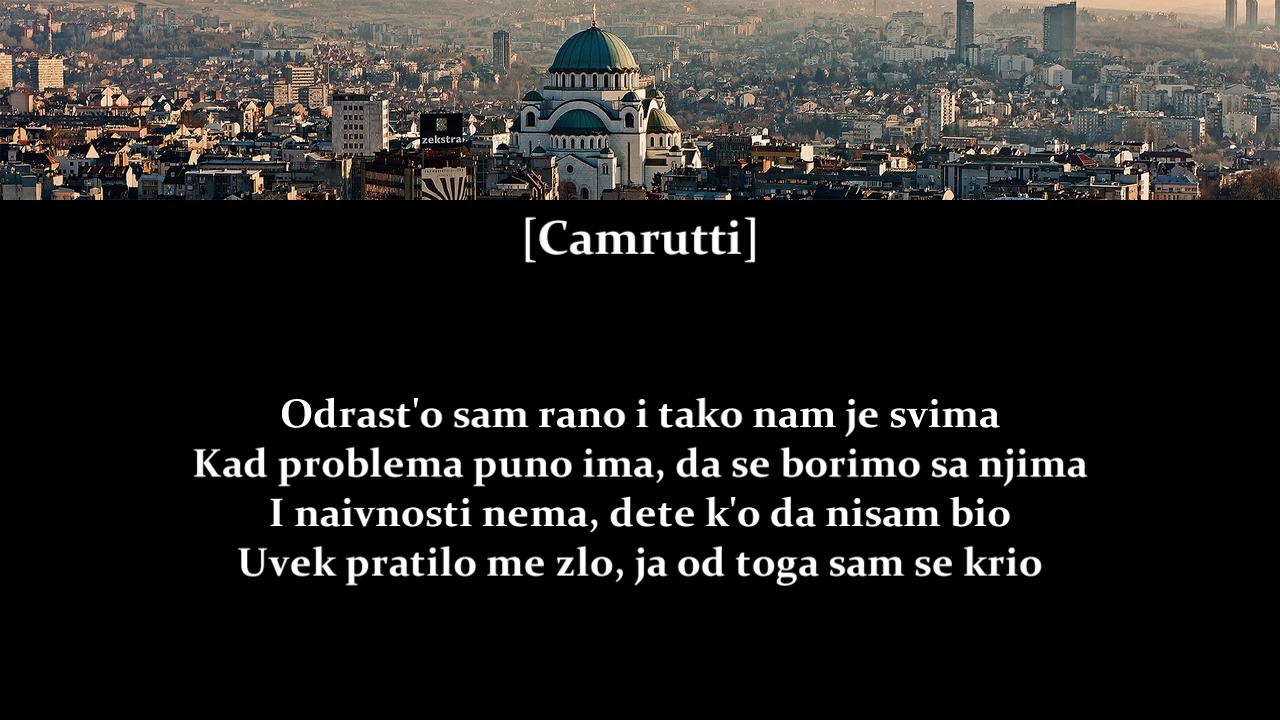 zekstra
[Camrutti]
Odrast'o sam rano i tako nam je svima
Kad problema puno ima, da se borimo sa njima
I naivnosti nema, dete k'o da nisam bio
Uvek pratilo me zlo, ja od toga sam se krio